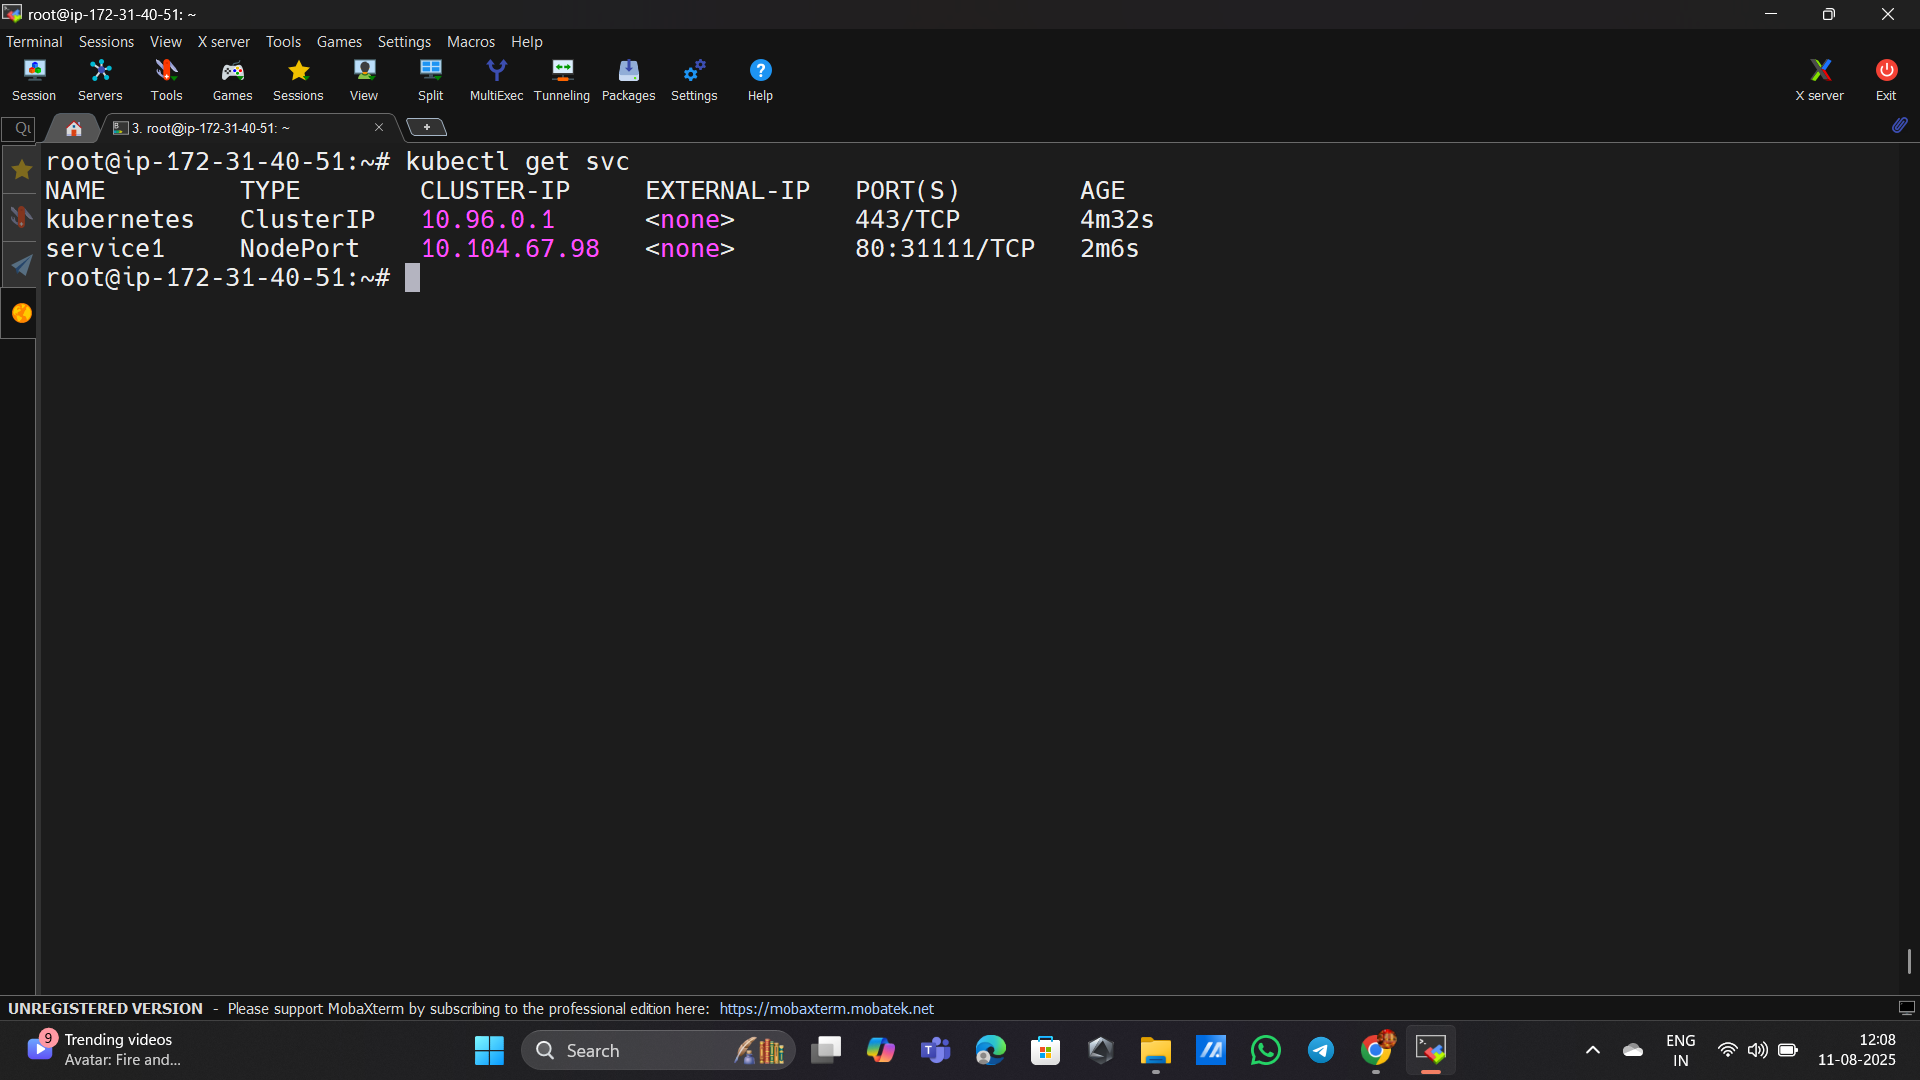 root@ip-172-31-40-51: ~
Terminal Sessions View X server Tools Games Settings Macros Help
Session Servers Tools Games Sessions View Split MultiExec Tunneling Packages Settings Help X server Exit
3. root@ip-172-31-40-51: ~
root@ip-172-31-40-51:~# kubectl get svc
NAME TYPE CLUSTER-IP EXTERNAL-IP PORT(S) AGE
kubernetes ClusterIP 10.96.0.1 <none> 443/TCP 4m32s
service1 NodePort 10.104.67.98 <none> 80:31111/TCP 2m6s
root@ip-172-31-40-51:~#
UNREGISTERED VERSION - Please support MobaXterm by subscribing to the professional edition here: https://mobaxterm.mobatek.net
9
Trending videos
Avatar: Fire and...
Search
ENG
IN
12:08
11-08-2025